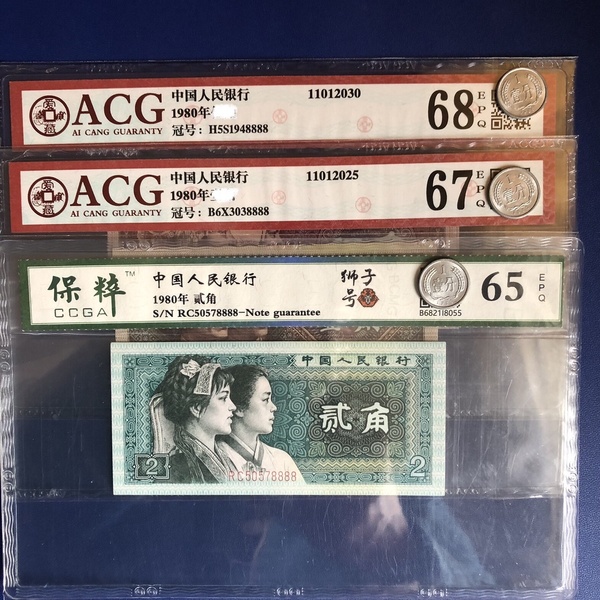 ACG
AI CANG GUARANTY
中国人民银行
1980年
冠号：H5S1948888
11012030
68
EPQ
ACG
AI CANG GUARANTY
中国人民银行
1980年
冠号：B6X3038888
11012025
67
EPQ
保粹™
CCGA
中国人民银行
1980年 贰角
S/N RC50578888-Note guarantee
狮子
号
B682118055
65
EPQ
中国人民银行
贰角
RC50578888
2
2